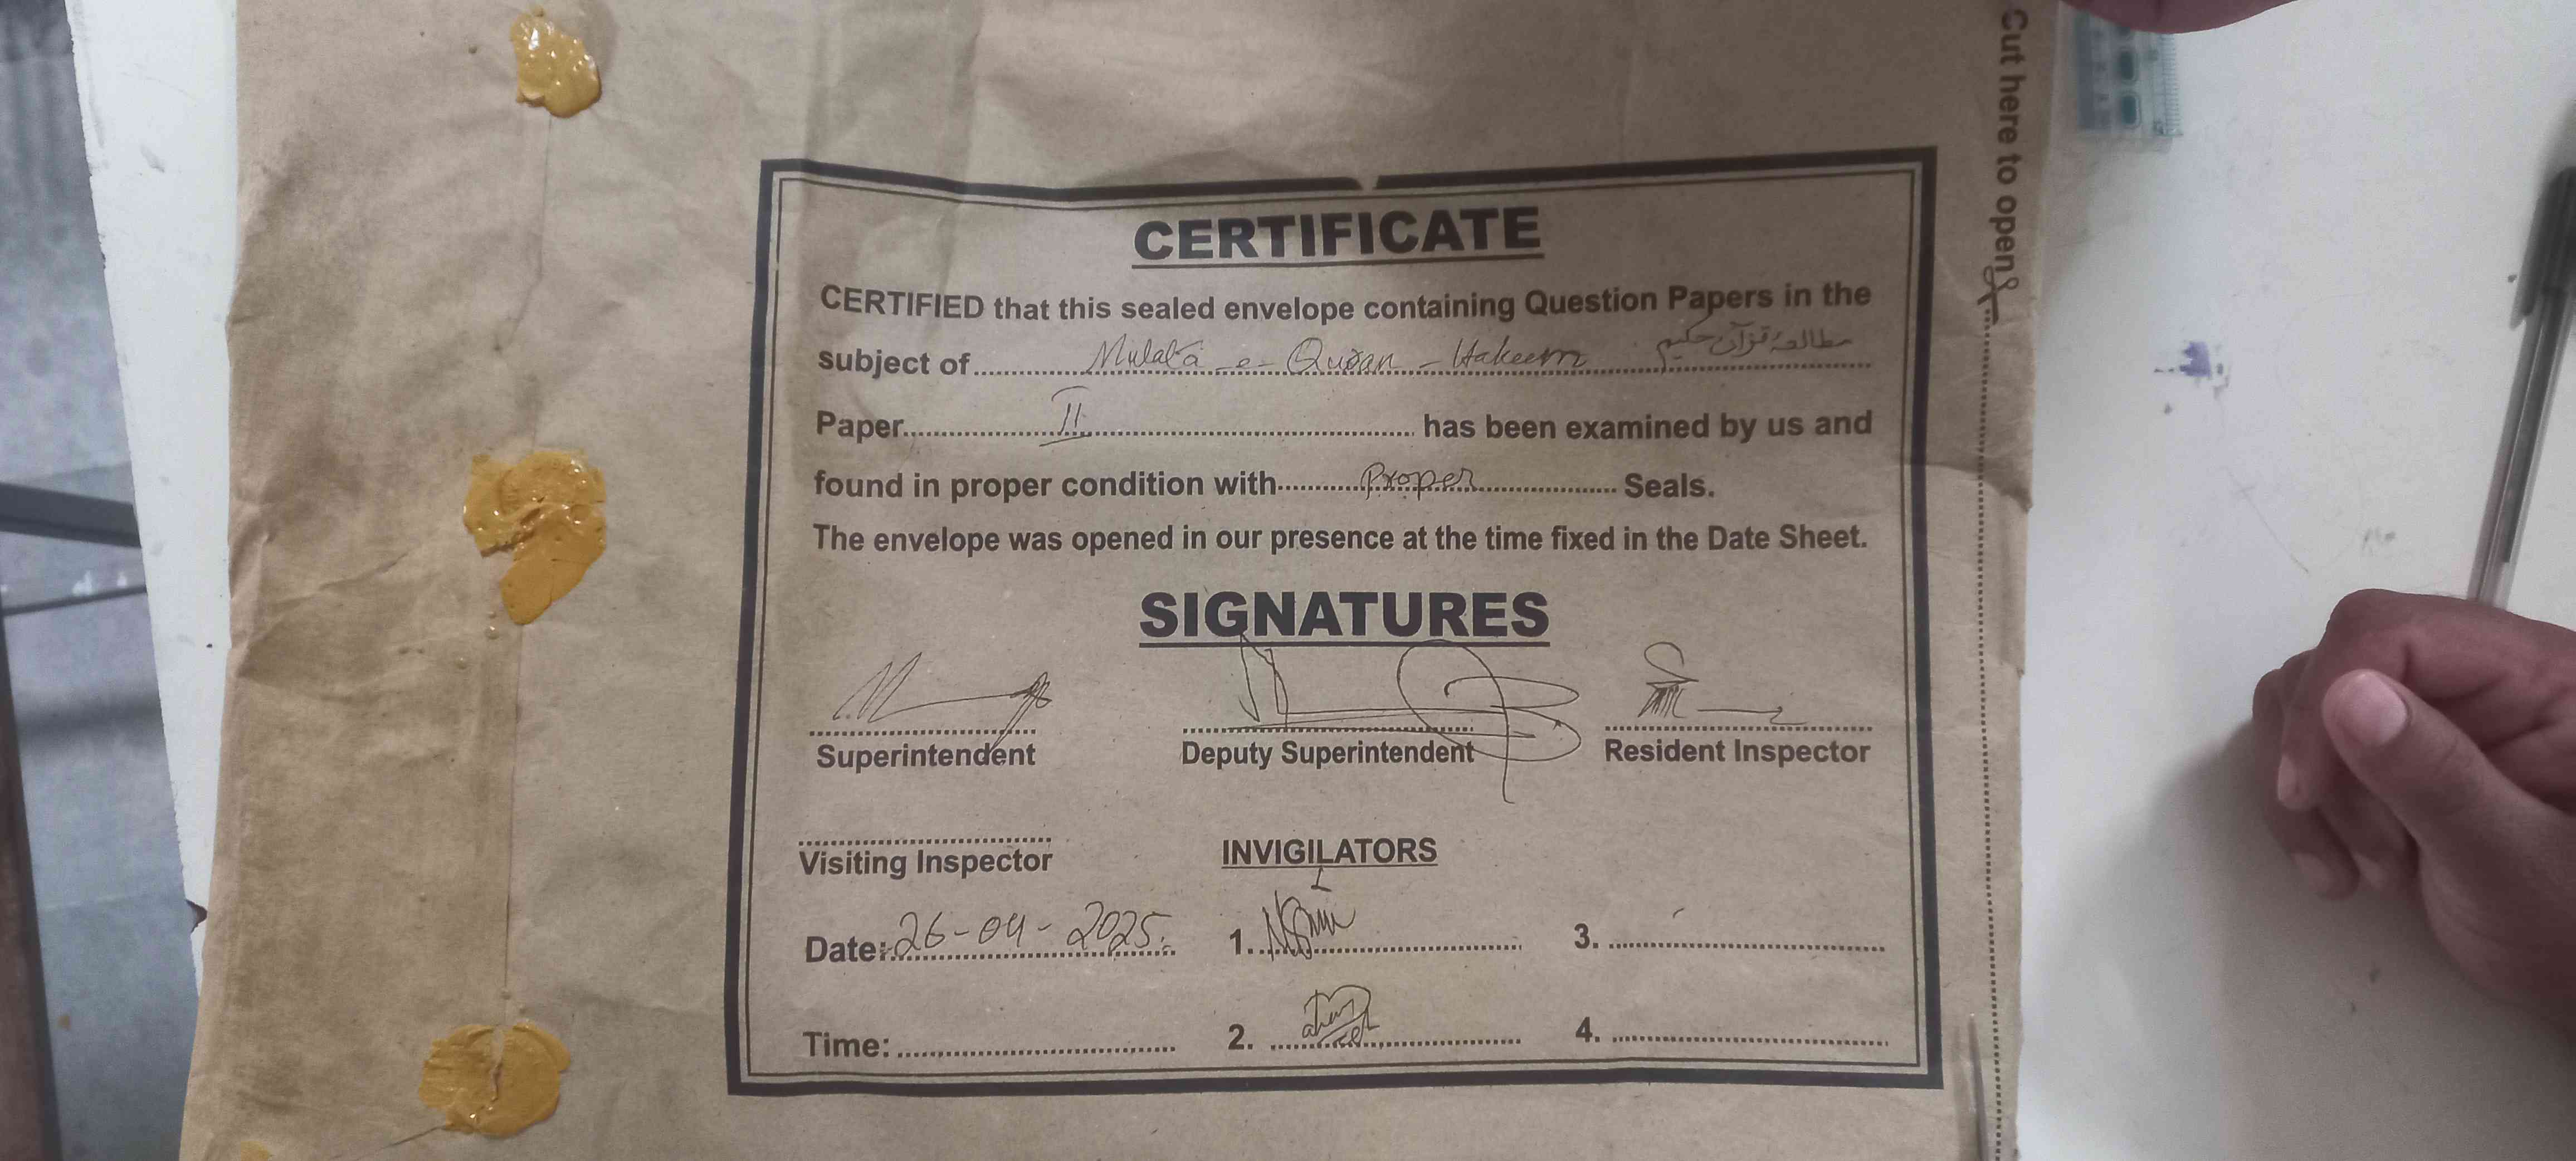 Cut here to open
CERTIFICATE
CERTIFIED that this sealed envelope containing Question Papers in the
subject of Mulala - e - Quran - Hakeem مطالعۂ قرآن حکیم
Paper II has been examined by us and
found in proper condition with Proper Seals.
The envelope was opened in our presence at the time fixed in the Date Sheet.
SIGNATURES
Superintendent Deputy Superintendent Resident Inspector
Visiting Inspector INVIGILATORS
Date: 26-04-2025. 1. 3.
Time: 2. 4.